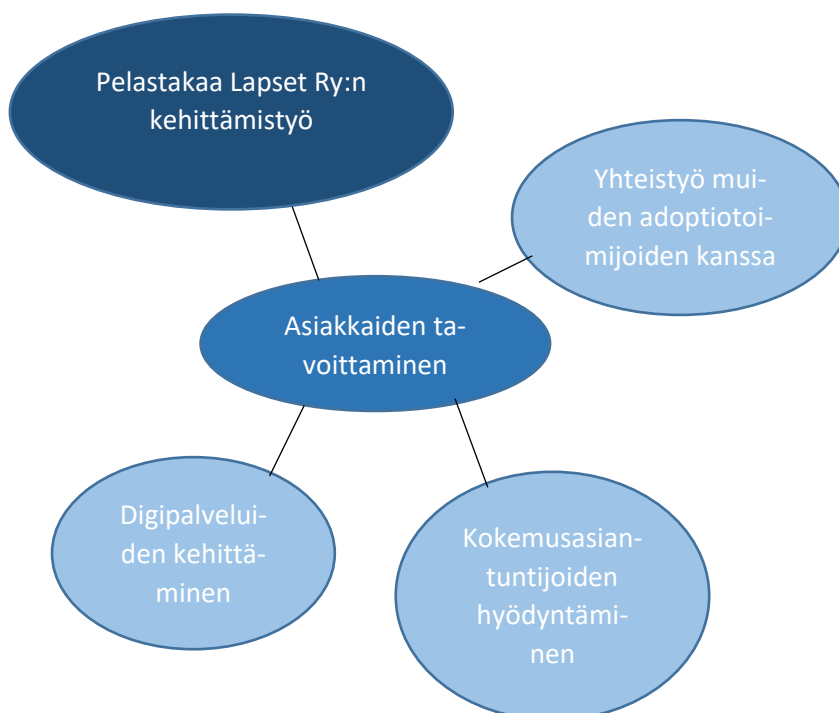 Pelastakaa Lapset Ry:n
kehittämistyö
Yhteistyö mui-
den adoptiotoi-
mijoiden kanssa
Asiakkaiden ta-
voittaminen
Digipalvelui-
den kehittä-
minen
Kokemusasian-
tuntijoiden
hyödyntämi-
nen